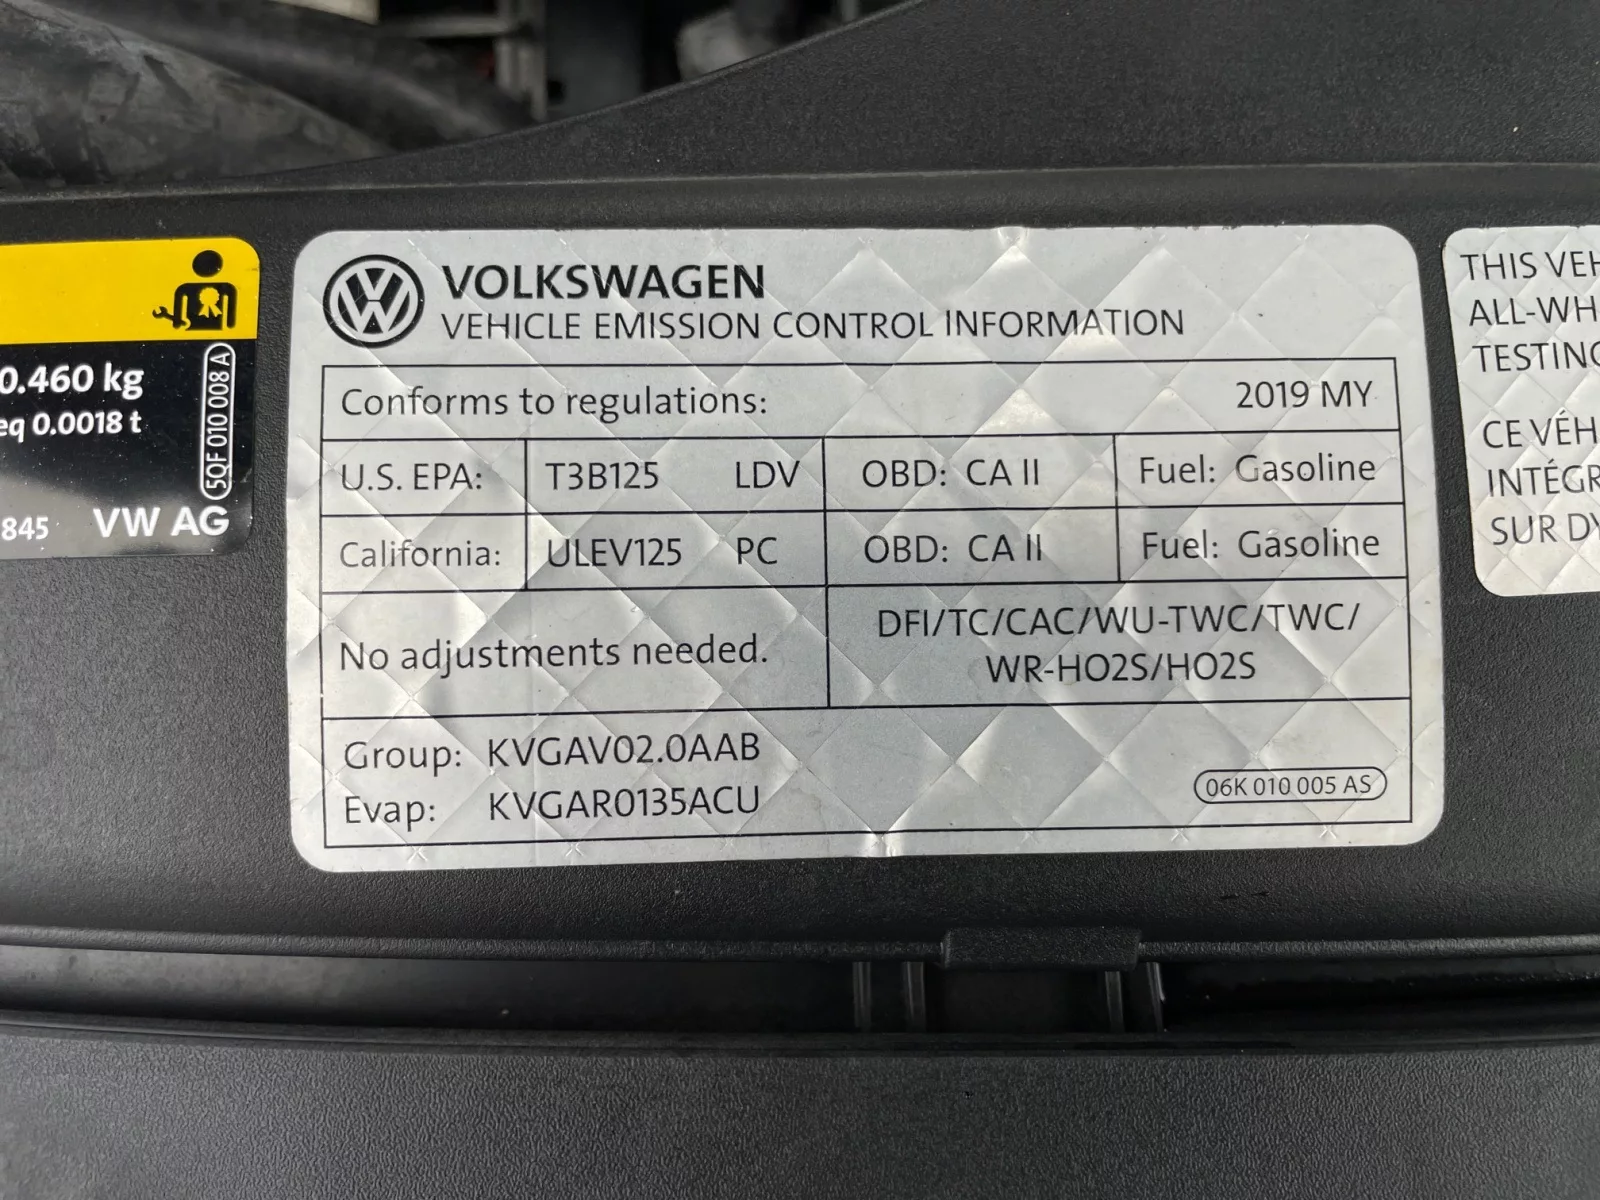 0.460 kg
eq 0.0018 t
5QF 010 008 A
845 VW AG
VOLKSWAGEN
VEHICLE EMISSION CONTROL INFORMATION
Conforms to regulations: 2019 MY
U.S. EPA: T3B125 LDV OBD: CA II Fuel: Gasoline
California: ULEV125 PC OBD: CA II Fuel: Gasoline
No adjustments needed.
DFI/TC/CAC/WU-TWC/TWC/
WR-HO2S/HO2S
Group: KVGAV02.0AAB
Evap: KVGAR0135ACU
06K 010 005 AS
THIS VEH
ALL-WH
TESTING
CE VÉH
INTÉGR
SUR DY